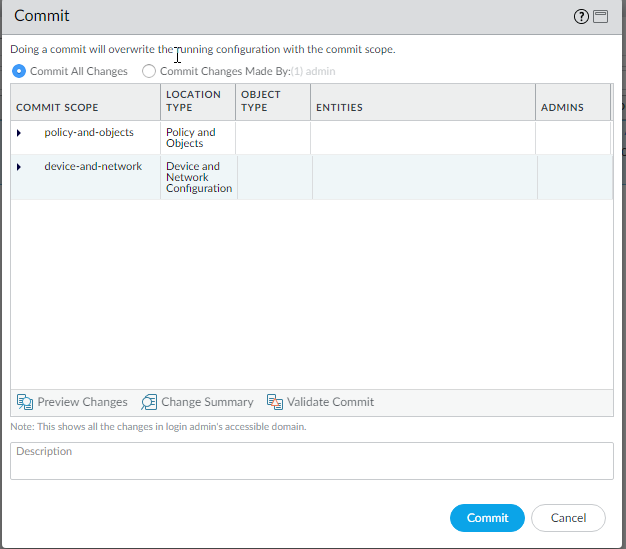 Commit
Doing a commit will overwrite the running configuration with the commit scope.
Commit All Changes Commit Changes Made By:(1) admin
COMMIT SCOPE LOCATION TYPE OBJECT TYPE ENTITIES ADMINS
policy-and-objects Policy and Objects
device-and-network Device and Network Configuration
Preview Changes Change Summary Validate Commit
Note: This shows all the changes in login admin's accessible domain.
Description
Commit Cancel